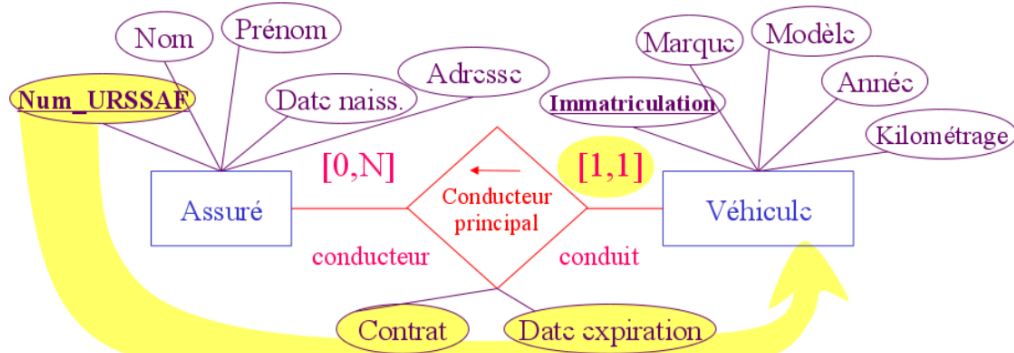 Nom
Prénom
Marque
Modèle
Num_URSSAF
Date naiss.
Adresse
Immatriculation
Année
Kilométrage
[0,N]
[1,1]
Assuré
Conducteur
principal
Véhicule
conducteur
conduit
Contrat
Date expiration